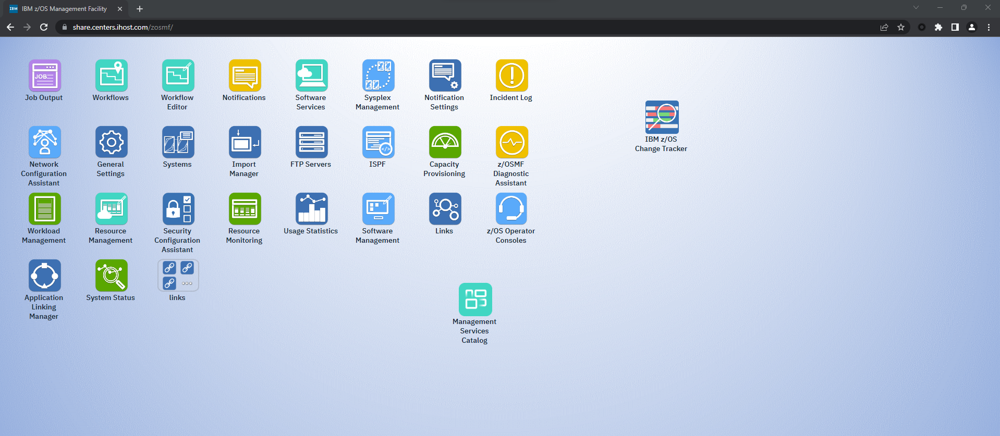 IBM IBM z/OS Management Facility
share.centers.ihost.com/zosmf/
JOB
Job Output
Workflows
Workflow
Editor
Notifications
Software
Services
Sysplex
Management
Notification
Settings
Incident Log
IBM z/OS
Change Tracker
Network
Configuration
Assistant
General
Settings
Systems
Import
Manager
FTP Servers
</>
ISPF
Capacity
Provisioning
z/OSMF
Diagnostic
Assistant
Workload
Management
Resource
Management
Security
Configuration
Assistant
Resource
Monitoring
Usage Statistics
Software
Management
Links
z/OS Operator
Consoles
Application
Linking
Manager
System Status
links
Management
Services
Catalog